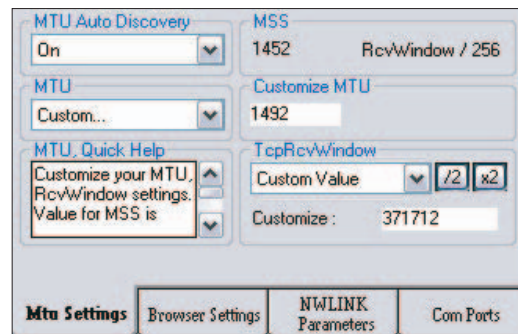 MTU Auto Discovery
On
MSS
1452 RcvWindow / 256
MTU
Custom...
Customize MTU
1492
MTU, Quick Help
Customize your MTU,
RcvWindow settings.
Value for MSS is
TcpRcvWindow
Custom Value /2 x2
Customize : 371712
Mtu Settings
Browser Settings
NWLINK
Parameters
Com Ports